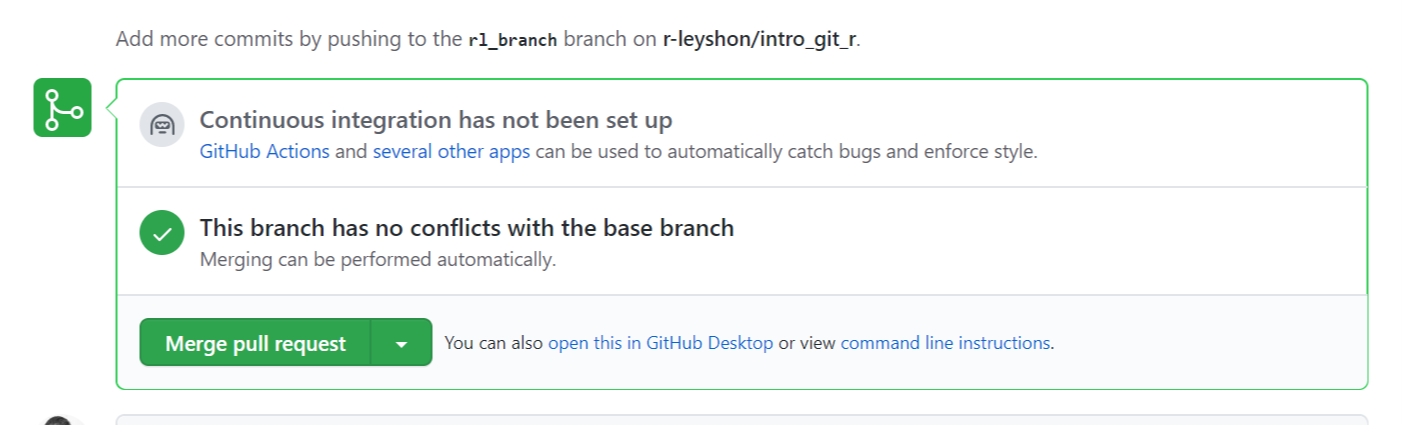 Add more commits by pushing to the rl_branch branch on r-leyshon/intro_git_r.
Continuous integration has not been set up
GitHub Actions and several other apps can be used to automatically catch bugs and enforce style.
This branch has no conflicts with the base branch
Merging can be performed automatically.
Merge pull request You can also open this in GitHub Desktop or view command line instructions.